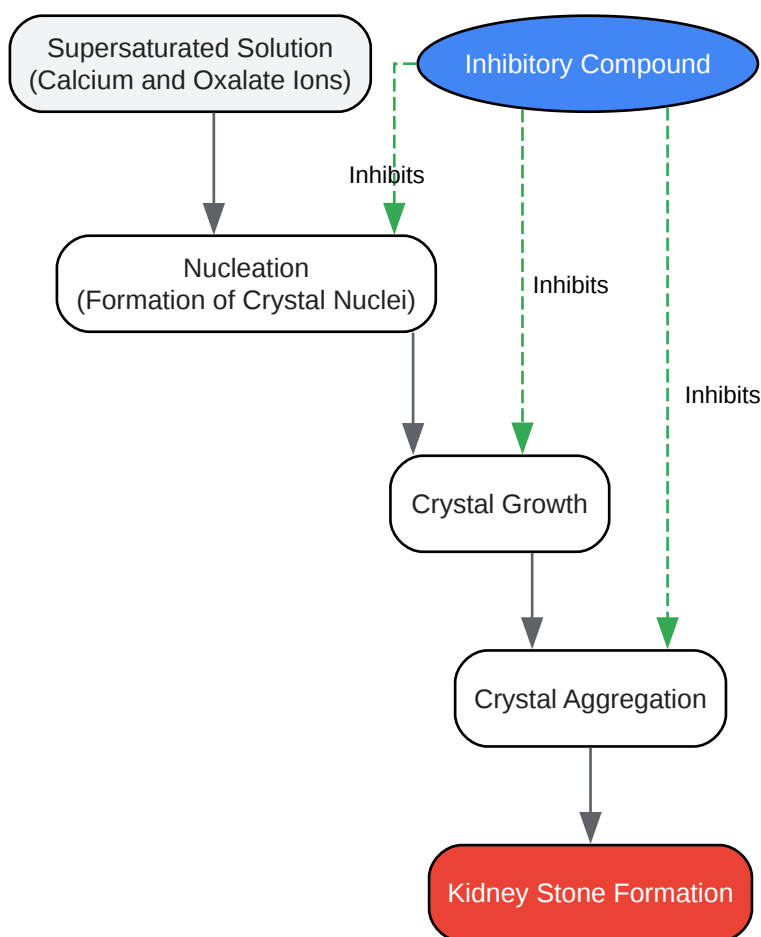 Supersaturated Solution
(Calcium and Oxalate Ions)
Inhibitory Compound
Inhibits
Nucleation
(Formation of Crystal Nuclei)
Inhibits
Inhibits
Crystal Growth
Crystal Aggregation
Kidney Stone Formation